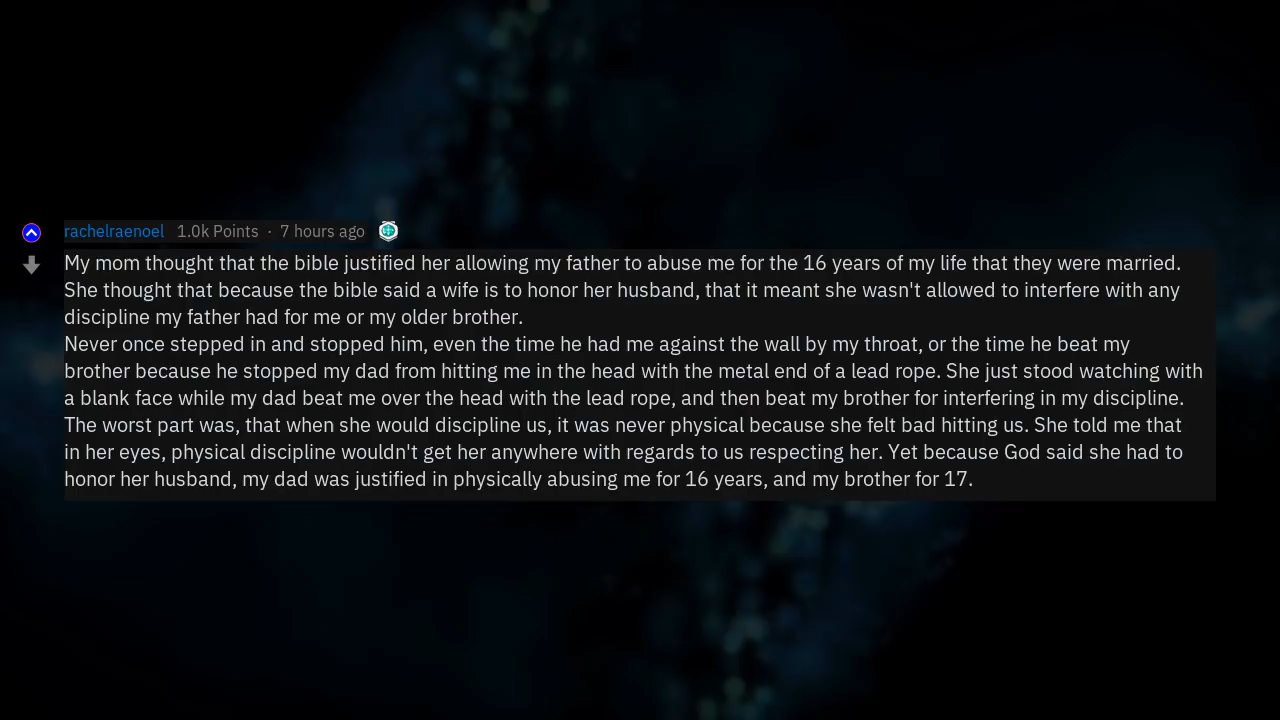 rachelraenoel 1.0k Points · 7 hours ago
My mom thought that the bible justified her allowing my father to abuse me for the 16 years of my life that they were married.
She thought that because the bible said a wife is to honor her husband, that it meant she wasn't allowed to interfere with any
discipline my father had for me or my older brother.
Never once stepped in and stopped him, even the time he had me against the wall by my throat, or the time he beat my
brother because he stopped my dad from hitting me in the head with the metal end of a lead rope. She just stood watching with
a blank face while my dad beat me over the head with the lead rope, and then beat my brother for interfering in my discipline.
The worst part was, that when she would discipline us, it was never physical because she felt bad hitting us. She told me that
in her eyes, physical discipline wouldn't get her anywhere with regards to us respecting her. Yet because God said she had to
honor her husband, my dad was justified in physically abusing me for 16 years, and my brother for 17.